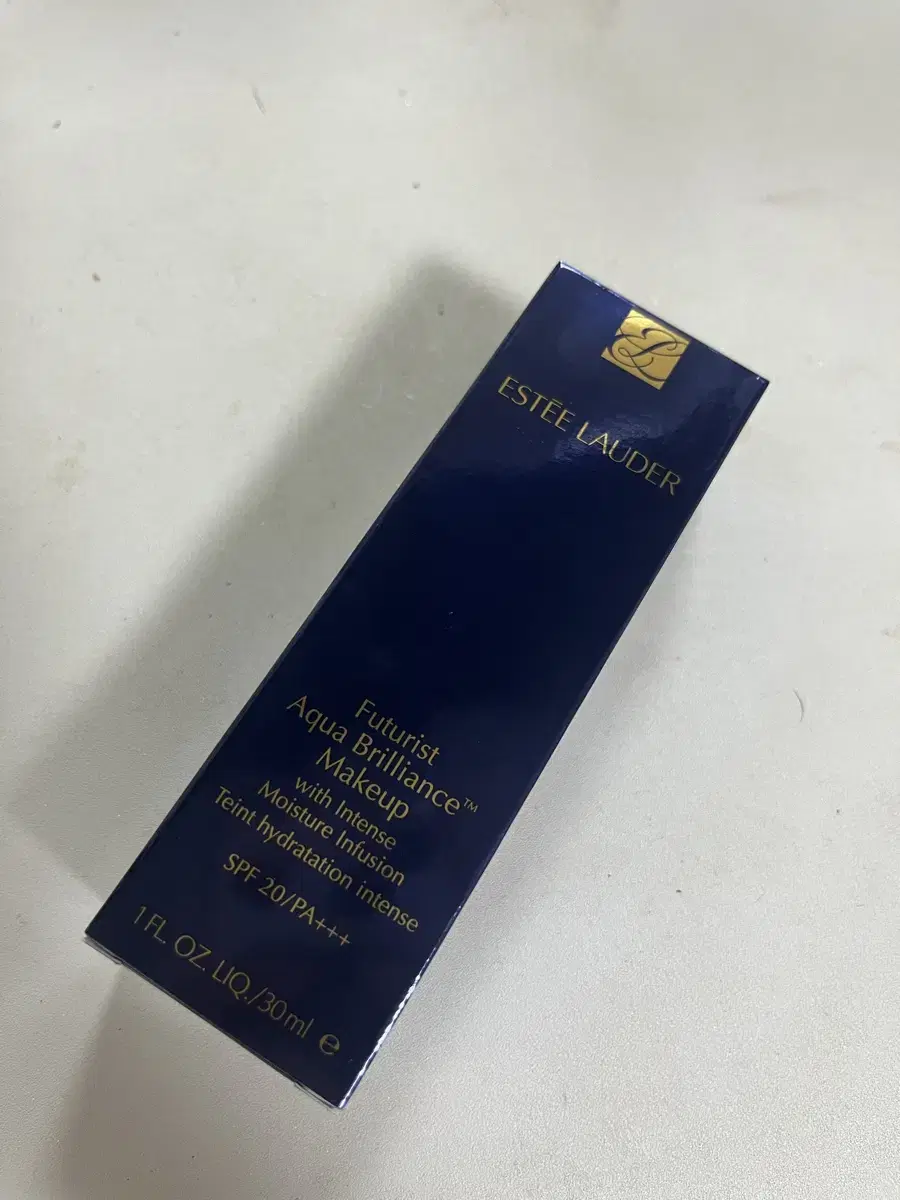 ESTĒE LAUDER
Futurist
Aqua Brilliance™
Makeup
with Intense
Moisture Infusion
Teint hydratation intense
SPF 20/PA+++
1 FL. OZ. LIQ./30ml ℮